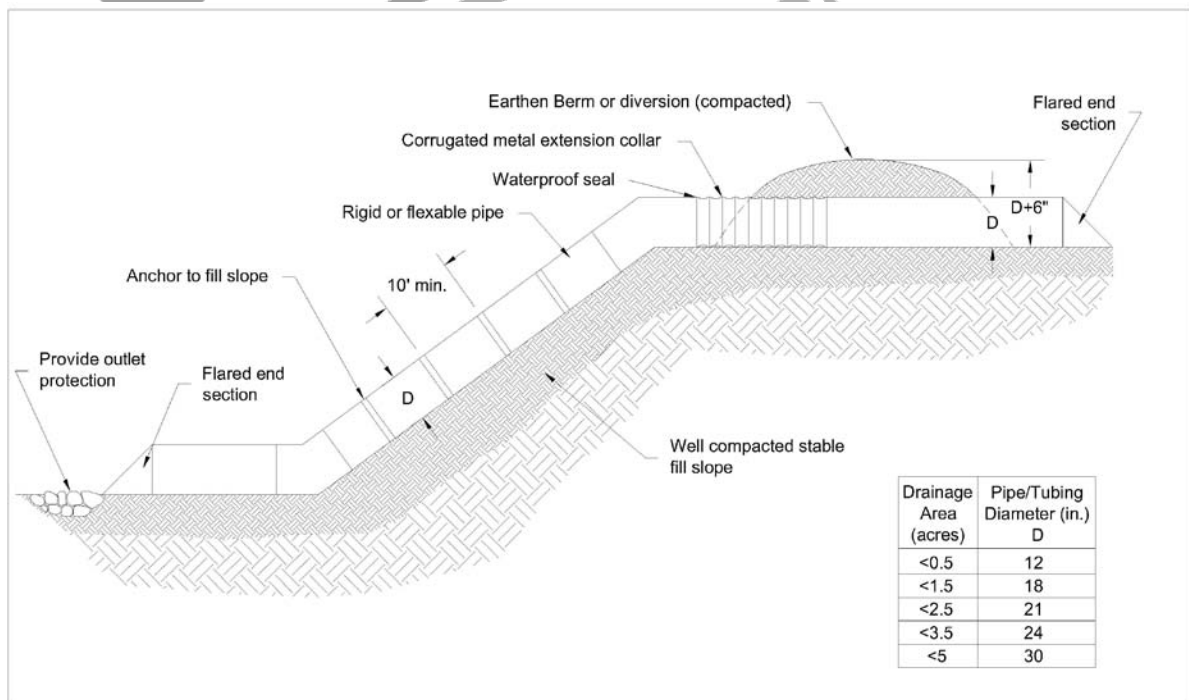 Earthen Berm or diversion (compacted)
Flared end
section
Corrugated metal extension collar
Waterproof seal
Rigid or flexable pipe
D
D+6"
Anchor to fill slope
10' min.
Provide outlet
protection
Flared end
section
D
Well compacted stable
fill slope
Drainage
Area
(acres)
Pipe/Tubing
Diameter (in.)
D
<0.5 12
<1.5 18
<2.5 21
<3.5 24
<5 30